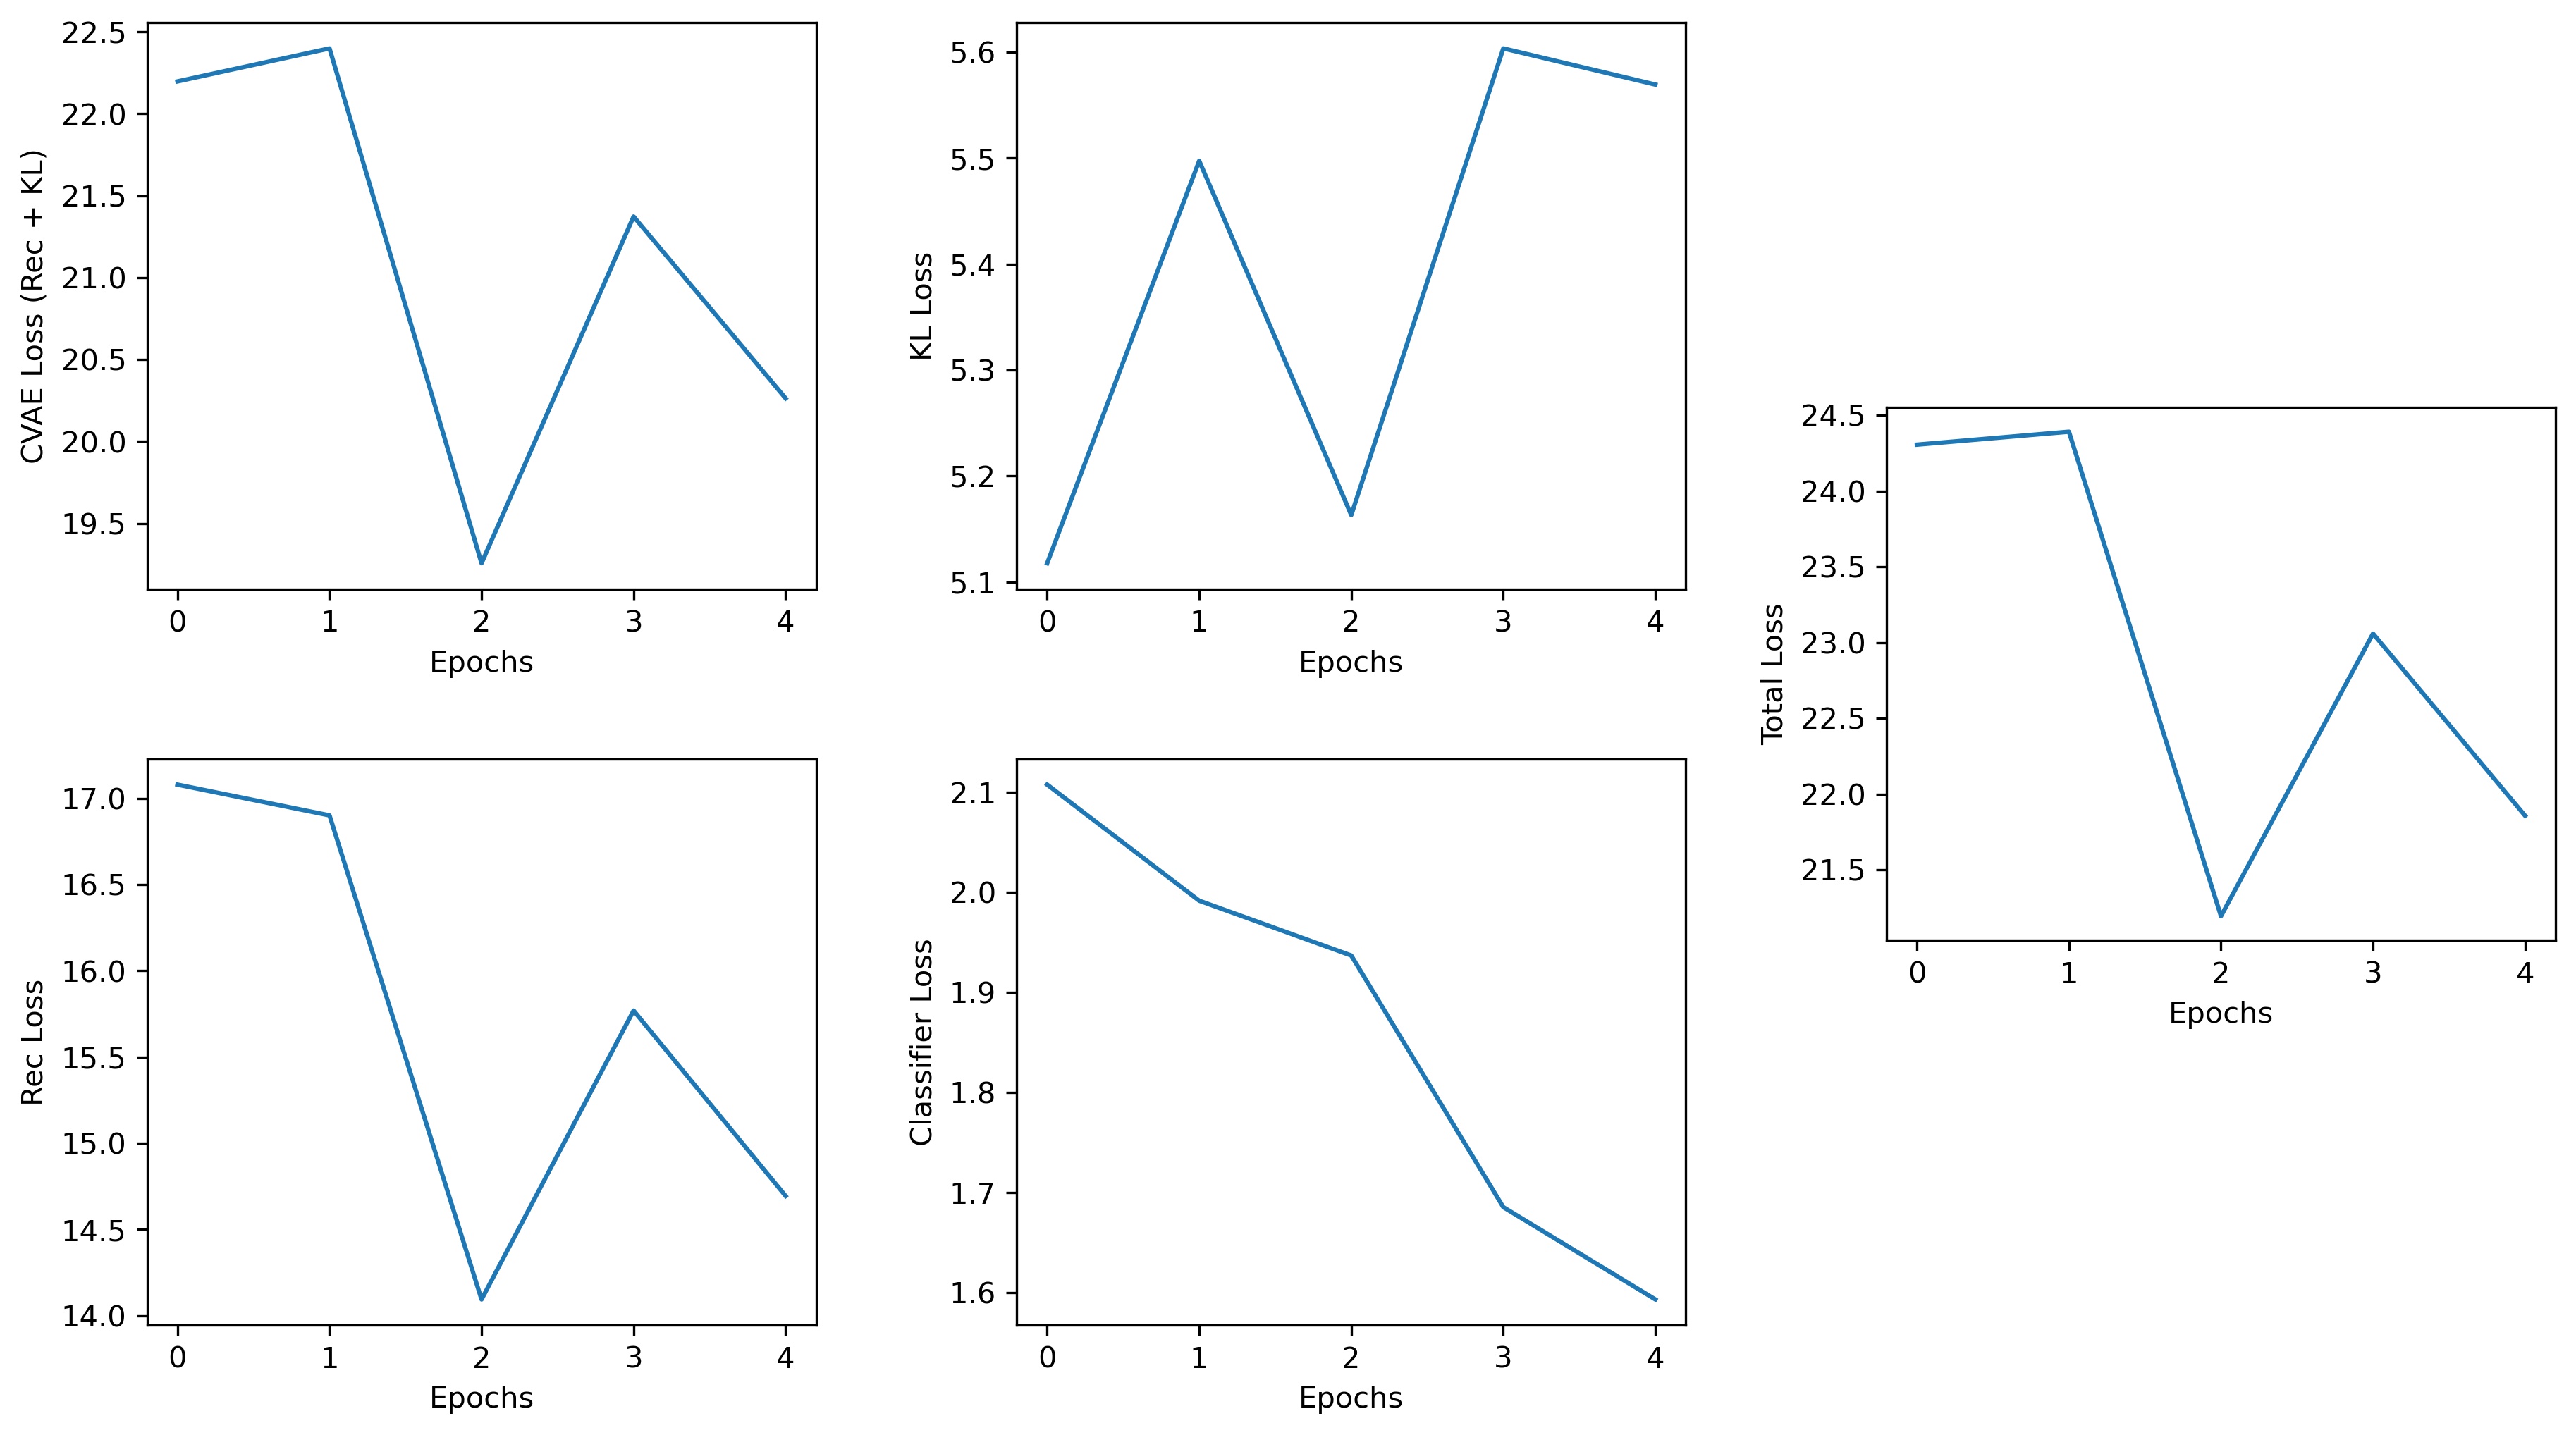 CVAE Loss (Rec + KL)
22.5
22.0
21.5
21.0
20.5
20.0
19.5
0 1 2 3 4
Epochs
KL Loss
5.6
5.5
5.4
5.3
5.2
5.1
0 1 2 3 4
Epochs
Rec Loss
17.0
16.5
16.0
15.5
15.0
14.5
14.0
0 1 2 3 4
Epochs
Classifier Loss
2.1
2.0
1.9
1.8
1.7
1.6
0 1 2 3 4
Epochs
Total Loss
24.5
24.0
23.5
23.0
22.5
22.0
21.5
0 1 2 3 4
Epochs